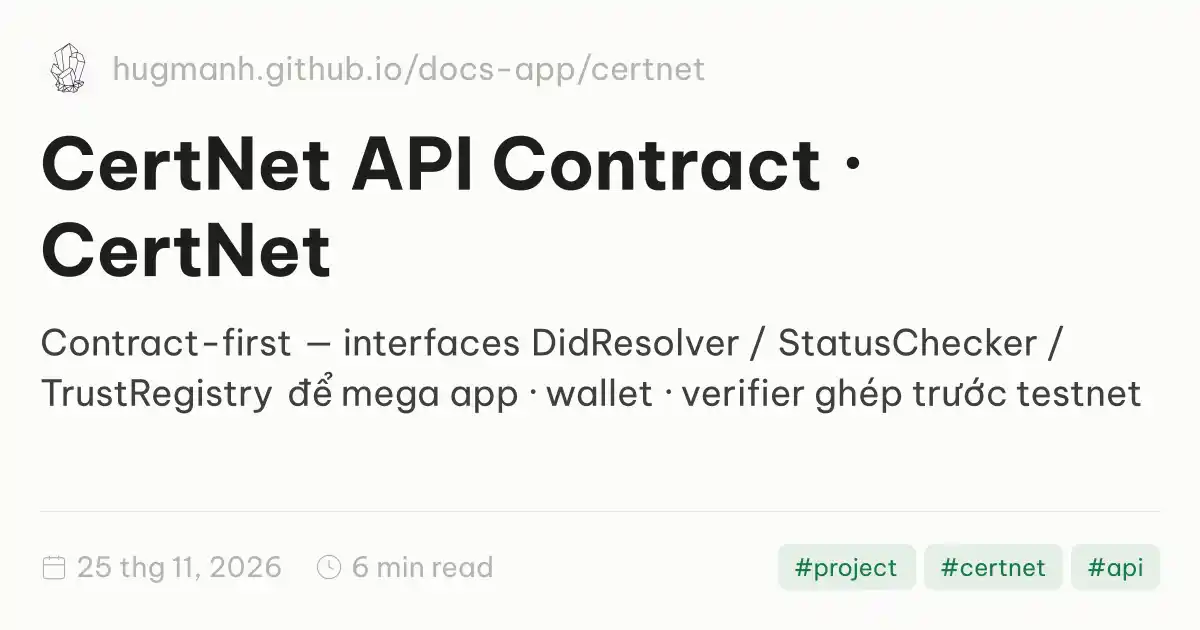 hugmanh.github.io/docs-app/certnet
CertNet API Contract ·
CertNet
Contract-first — interfaces DidResolver / StatusChecker /
TrustRegistry để mega app · wallet · verifier ghép trước testnet
25 thg 11, 2026
6 min read
#project
#certnet
#api